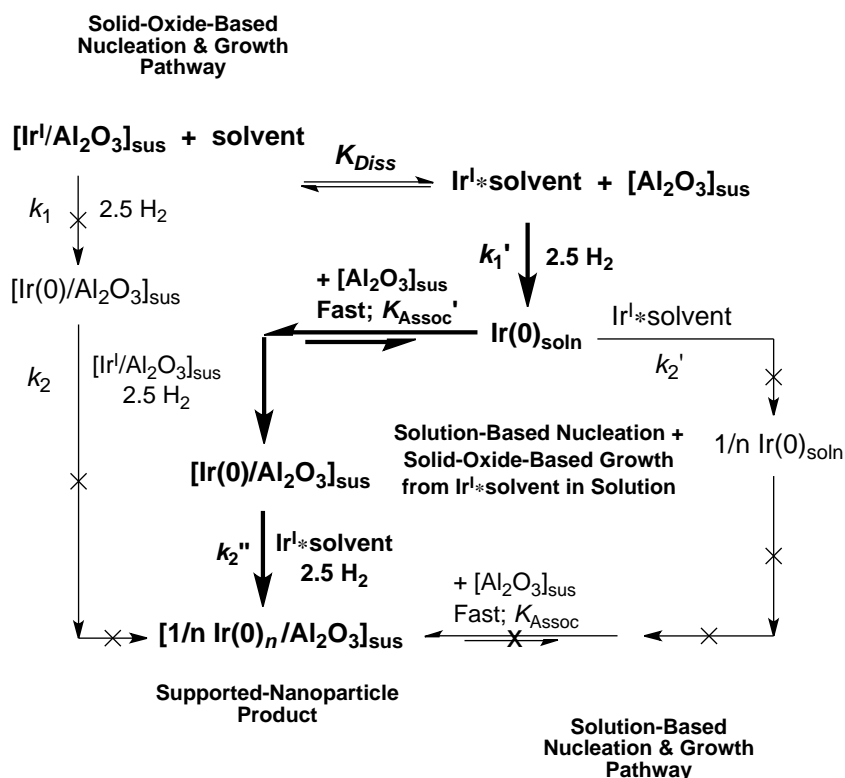 Solid-Oxide-Based
Nucleation & Growth
Pathway
[Ir^I/Al₂O₃]sus + solvent
K_Diss
Ir^I*solvent + [Al₂O₃]sus
k₁
2.5 H₂
k₁'
2.5 H₂
[Ir(0)/Al₂O₃]sus
+ [Al₂O₃]sus
Fast; K_Assoc'
Ir(0)soln
Ir^I*solvent
k₂'
k₂
[Ir^I/Al₂O₃]sus
2.5 H₂
Solution-Based Nucleation +
Solid-Oxide-Based Growth
from Ir^I*solvent in Solution
1/n Ir(0)soln
[Ir(0)/Al₂O₃]sus
k₂"
Ir^I*solvent
2.5 H₂
+ [Al₂O₃]sus
Fast; K_Assoc
[1/n Ir(0)ₙ/Al₂O₃]sus
Supported-Nanoparticle
Product
Solution-Based
Nucleation & Growth
Pathway